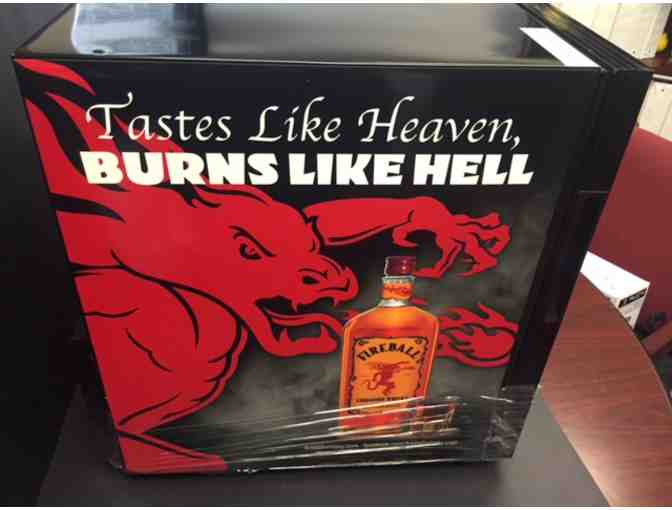 Tastes Like Heaven,
BURNS LIKE HELL
FIREBALL